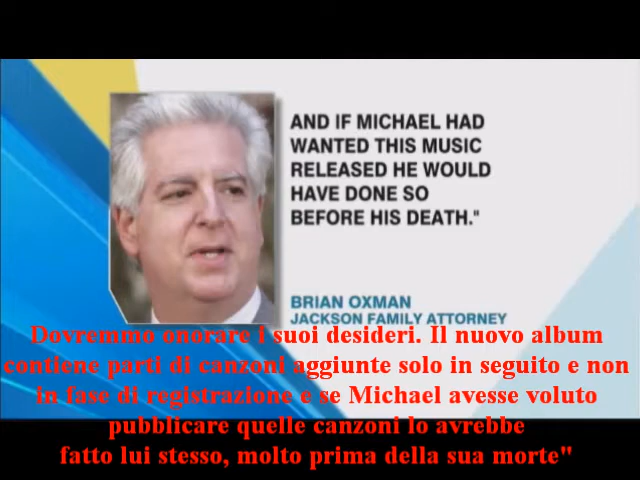 AND IF MICHAEL HAD
WANTED THIS MUSIC
RELEASED HE WOULD
HAVE DONE SO
BEFORE HIS DEATH."
BRIAN OXMAN
JACKSON FAMILY ATTORNEY
Dovremmo onorare i suoi desideri. Il nuovo album
contiene parti di canzoni aggiunte solo in seguito e non
in fase di registrazione e se Michael avesse voluto
pubblicare quelle canzoni lo avrebbe
fatto lui stesso, molto prima della sua morte"